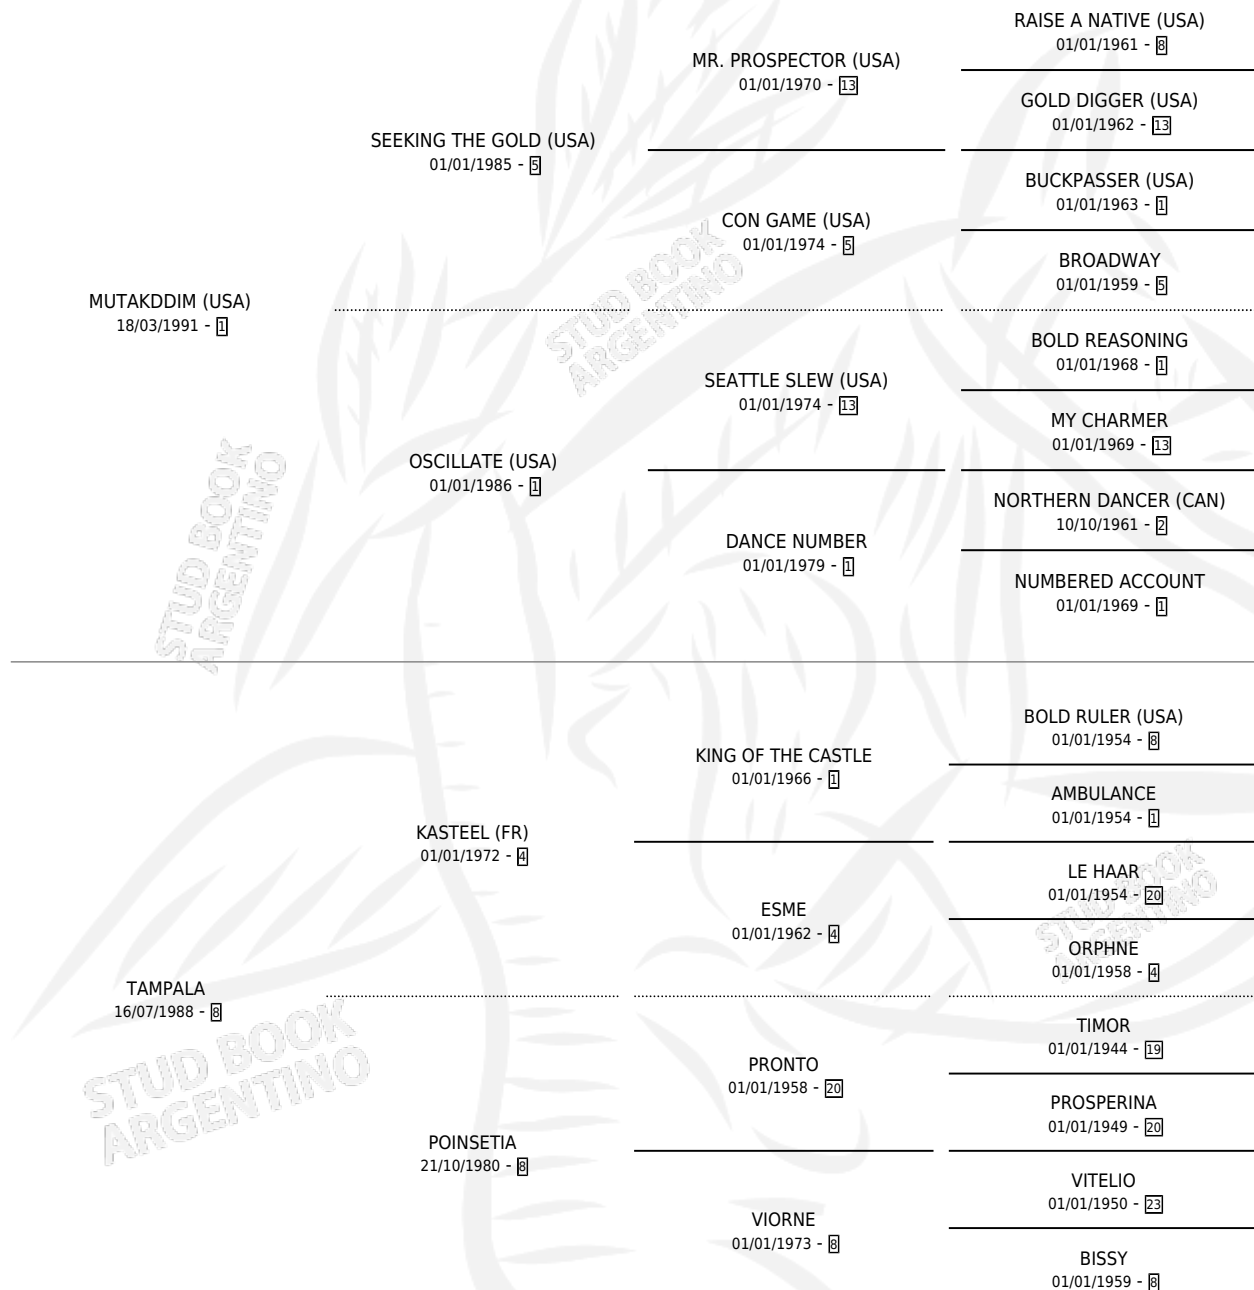 RAISE A NATIVE (USA)
01/01/1961 - 8
MR. PROSPECTOR (USA)
01/01/1970 - 13
GOLD DIGGER (USA)
01/01/1962 - 13
SEEKING THE GOLD (USA)
01/01/1985 - 5
BUCKPASSER (USA)
01/01/1963 - 1
CON GAME (USA)
01/01/1974 - 5
BROADWAY
01/01/1959 - 5
MUTAKDDIM (USA)
18/03/1991 - 1
BOLD REASONING
01/01/1968 - 1
SEATTLE SLEW (USA)
01/01/1974 - 13
MY CHARMER
01/01/1969 - 13
OSCILLATE (USA)
01/01/1986 - 1
NORTHERN DANCER (CAN)
10/10/1961 - 2
DANCE NUMBER
01/01/1979 - 1
NUMBERED ACCOUNT
01/01/1969 - 1
BOLD RULER (USA)
01/01/1954 - 8
KING OF THE CASTLE
01/01/1966 - 1
AMBULANCE
01/01/1954 - 1
KASTEEL (FR)
01/01/1972 - 4
LE HAAR
01/01/1954 - 20
ESME
01/01/1962 - 4
ORPHNE
01/01/1958 - 4
TAMPALA
16/07/1988 - 8
TIMOR
01/01/1944 - 19
PRONTO
01/01/1958 - 20
PROSPERINA
01/01/1949 - 20
POINSETIA
21/10/1980 - 8
VITELIO
01/01/1950 - 23
VIORNE
01/01/1973 - 8
BISSY
01/01/1959 - 8
STUD BOOK
ARGENTINO
STUD BOOK
ARGENTINO
STUD BOOK
ARGENTINO
STUD BOOK
ARGENTINO